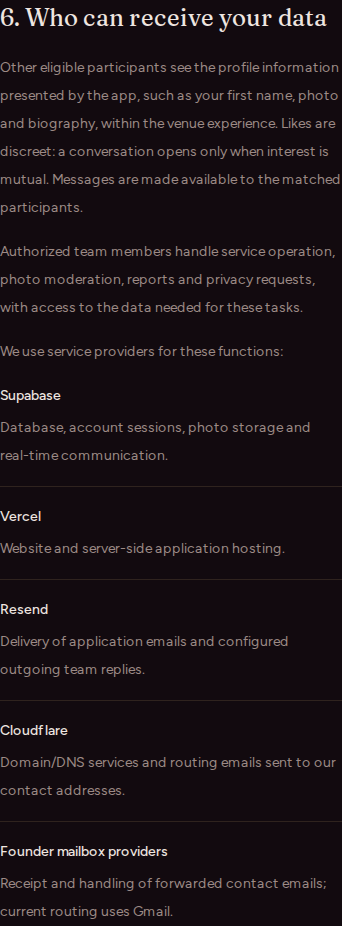 6. Who can receive your data
Other eligible participants see the profile information
presented by the app, such as your first name, photo
and biography, within the venue experience. Likes are
discreet: a conversation opens only when interest is
mutual. Messages are made available to the matched
participants.
Authorized team members handle service operation,
photo moderation, reports and privacy requests,
with access to the data needed for these tasks.
We use service providers for these functions:
Supabase
Database, account sessions, photo storage and
real-time communication.
Vercel
Website and server-side application hosting.
Resend
Delivery of application emails and configured
outgoing team replies.
Cloudflare
Domain/DNS services and routing emails sent to our
contact addresses.
Founder mailbox providers
Receipt and handling of forwarded contact emails;
current routing uses Gmail.